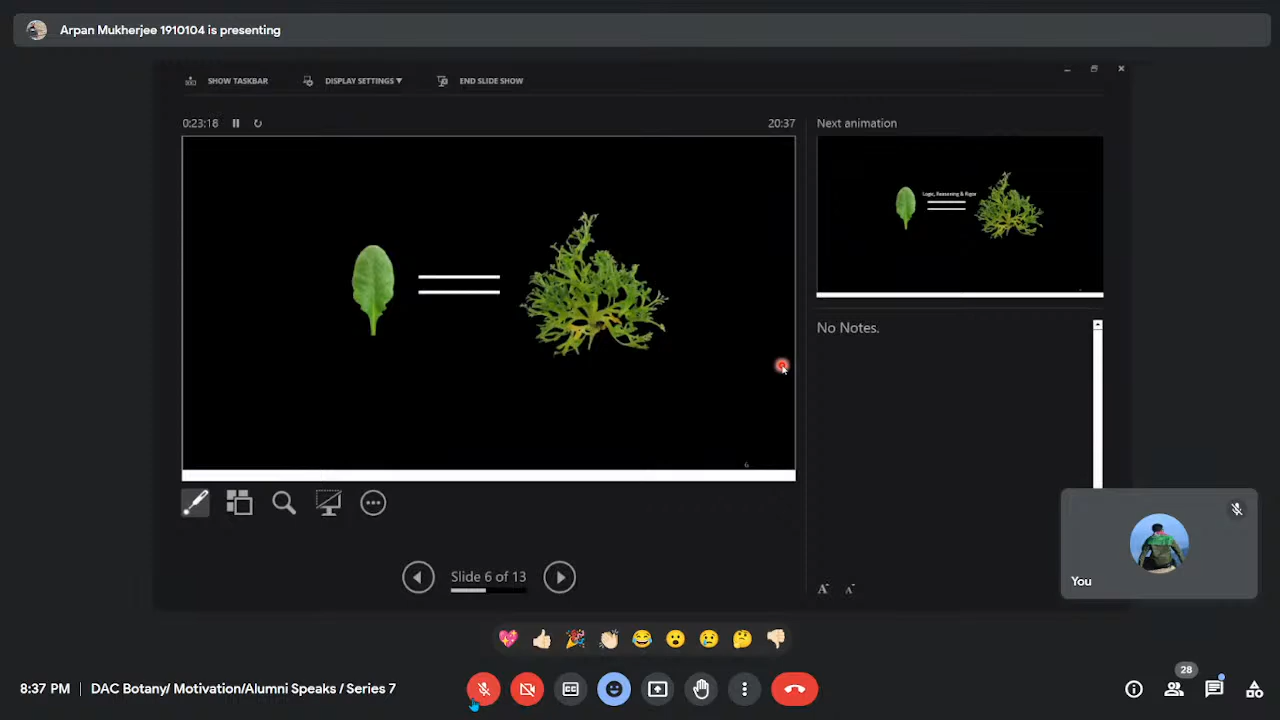 Arpan Mukherjee 1910104 is presenting
SHOW TASKBAR DISPLAY SETTINGS ▼ END SLIDE SHOW
0:23:18 20:37 Next animation
Logic, Reasoning & Rigor
No Notes.
6
Slide 6 of 13
A A
You
28
8:37 PM | DAC Botany/ Motivation/Alumni Speaks / Series 7
CC